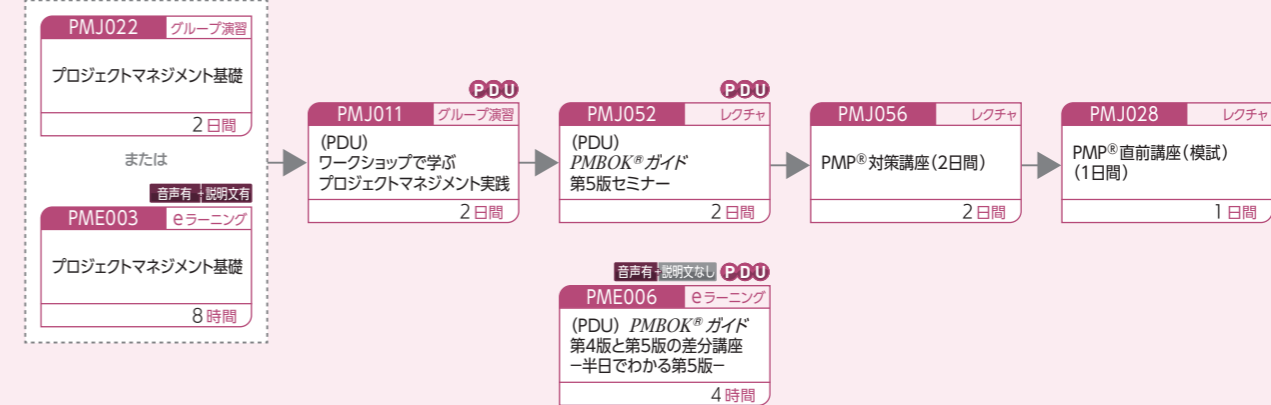 PMJ022 グループ演習
プロジェクトマネジメント基礎
2日間
または
音声有 説明文有
PME003 eラーニング
プロジェクトマネジメント基礎
8時間
PDU
PMJ011 グループ演習
(PDU)
ワークショップで学ぶ
プロジェクトマネジメント実践
2日間
PDU
PMJ052 レクチャ
(PDU)
PMBOK®ガイド
第5版セミナー
2日間
音声有 説明文なし PDU
PME006 eラーニング
(PDU) PMBOK®ガイド
第4版と第5版の差分講座
−半日でわかる第5版−
4時間
PMJ056 レクチャ
PMP®対策講座(2日間)
2日間
PMJ028 レクチャ
PMP®直前講座(模試)
(1日間)
1日間